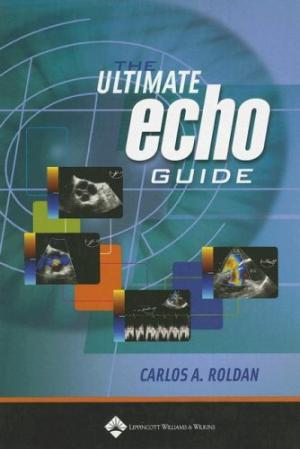 THE
ULTIMATE
echo
GUIDE
CARLOS A. ROLDAN
LIPPINCOTT WILLIAMS & WILKINS